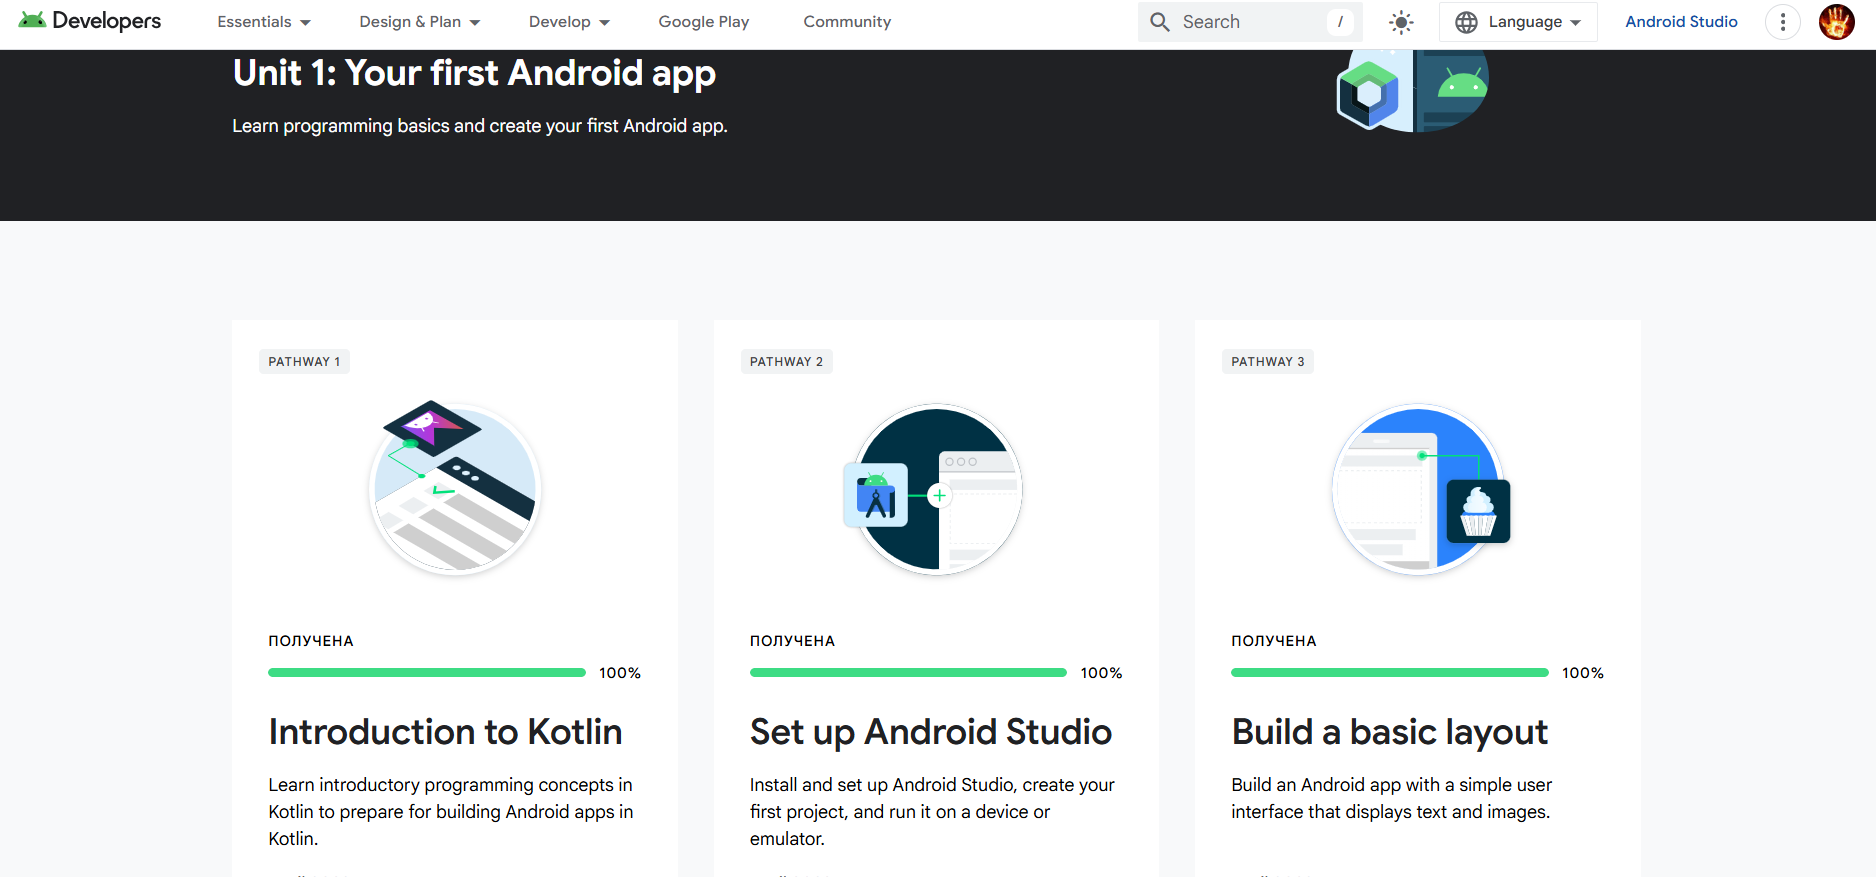 Developers
Essentials
Design & Plan
Develop
Google Play
Community
Search
/
Language
Android Studio
Unit 1: Your first Android app
Learn programming basics and create your first Android app.
PATHWAY 1
ПОЛУЧЕНА
100%
Introduction to Kotlin
Learn introductory programming concepts in
Kotlin to prepare for building Android apps in
Kotlin.
PATHWAY 2
ПОЛУЧЕНА
100%
Set up Android Studio
Install and set up Android Studio, create your
first project, and run it on a device or
emulator.
PATHWAY 3
ПОЛУЧЕНА
100%
Build a basic layout
Build an Android app with a simple user
interface that displays text and images.